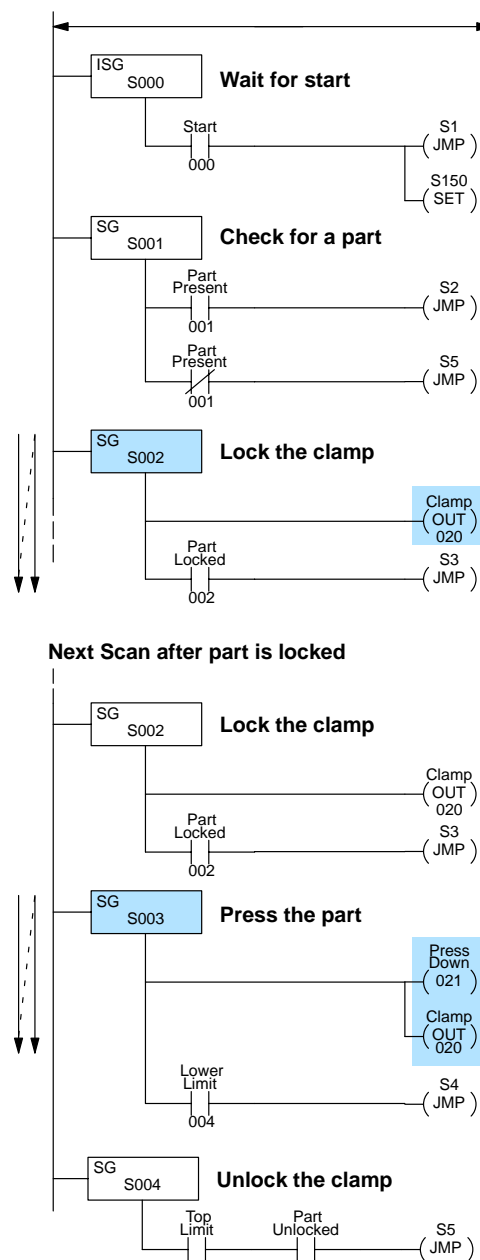 ISG
S000
Wait for start
Start
000
S1
JMP
S150
SET
SG
S001
Check for a part
Part
Present
001
S2
JMP
Part
Present
001
S5
JMP
SG
S002
Lock the clamp
Clamp
OUT
020
Part
Locked
002
S3
JMP
Next Scan after part is locked
SG
S002
Lock the clamp
Clamp
OUT
020
Part
Locked
002
S3
JMP
SG
S003
Press the part
Press
Down
021
Clamp
OUT
020
Lower
Limit
004
S4
JMP
SG
S004
Unlock the clamp
Top
Limit
Part
Unlocked
S5
JMP